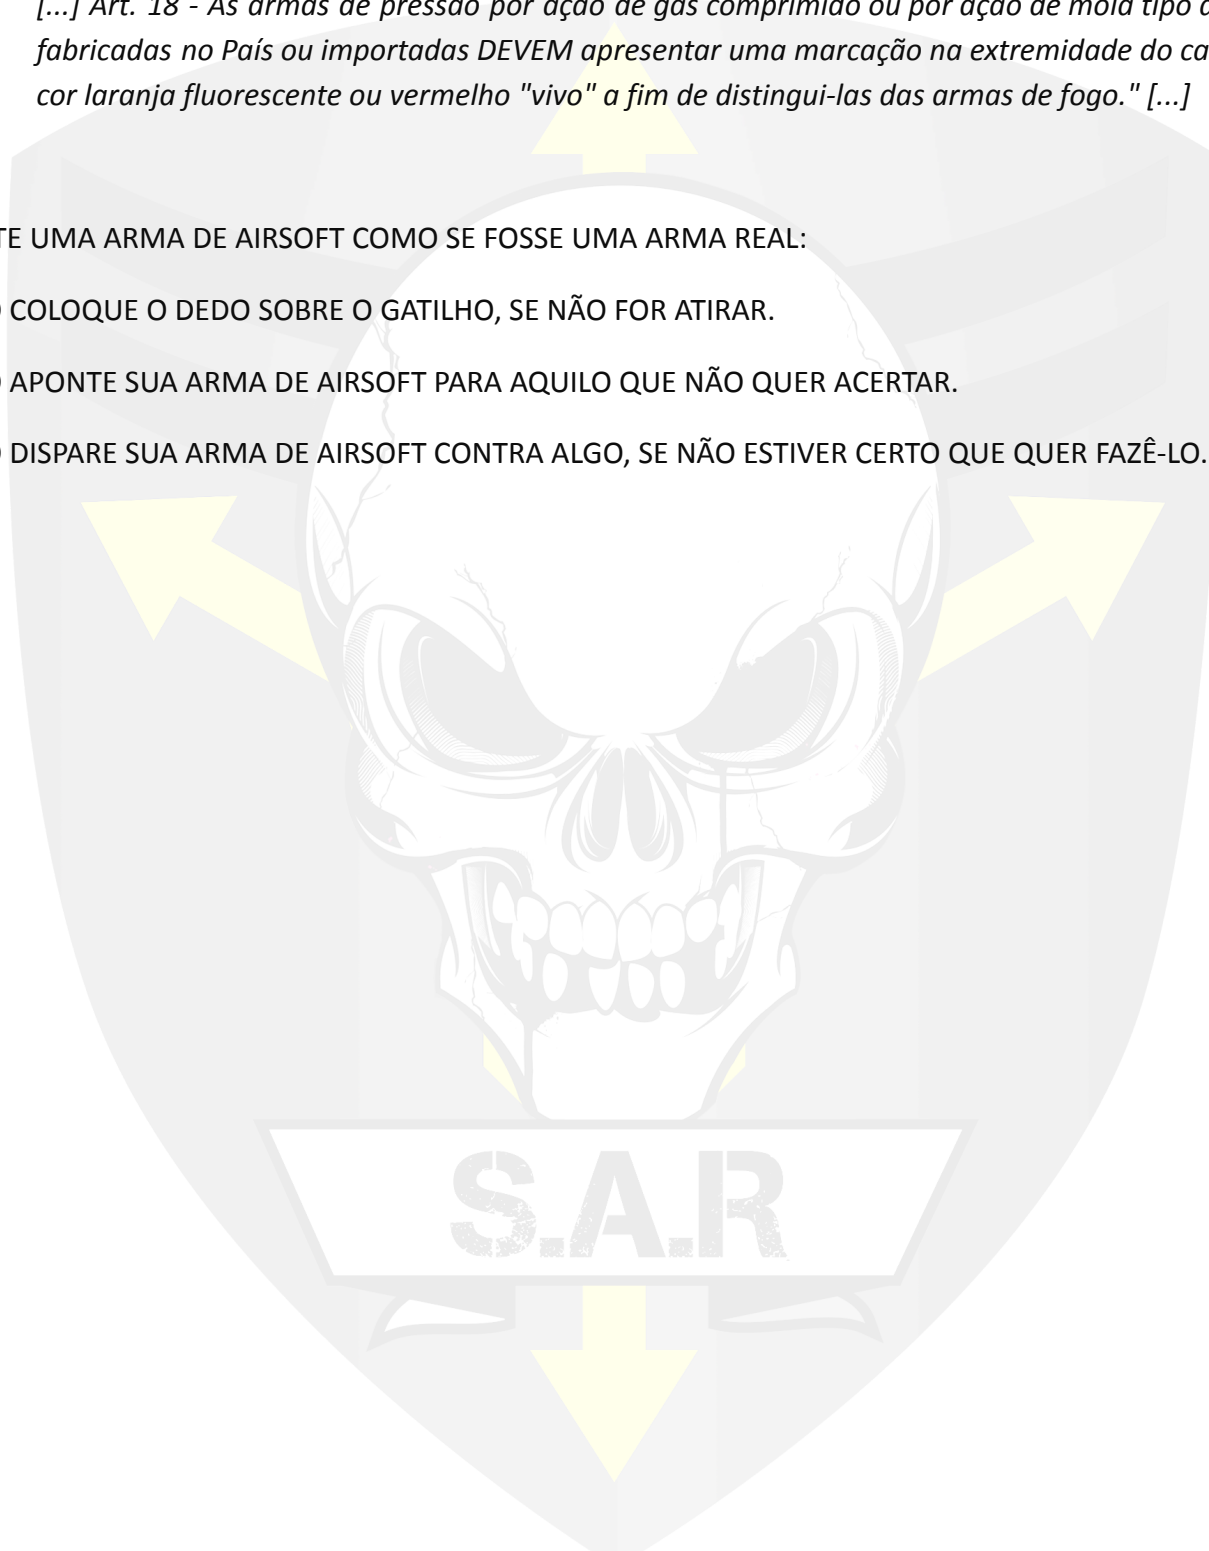 [...] Art. 18 - As armas de pressão por ação de gás comprimido ou por ação de mola tipo
fabricadas no País ou importadas DEVEM apresentar uma marcação na extremidade do ca
cor laranja fluorescente ou vermelho "vivo" a fim de distingui-las das armas de fogo." [...]
TE UMA ARMA DE AIRSOFT COMO SE FOSSE UMA ARMA REAL:
O COLOQUE O DEDO SOBRE O GATILHO, SE NÃO FOR ATIRAR.
O APONTE SUA ARMA DE AIRSOFT PARA AQUILO QUE NÃO QUER ACERTAR.
O DISPARE SUA ARMA DE AIRSOFT CONTRA ALGO, SE NÃO ESTIVER CERTO QUE QUER FAZÊ-LO.
S.A.R